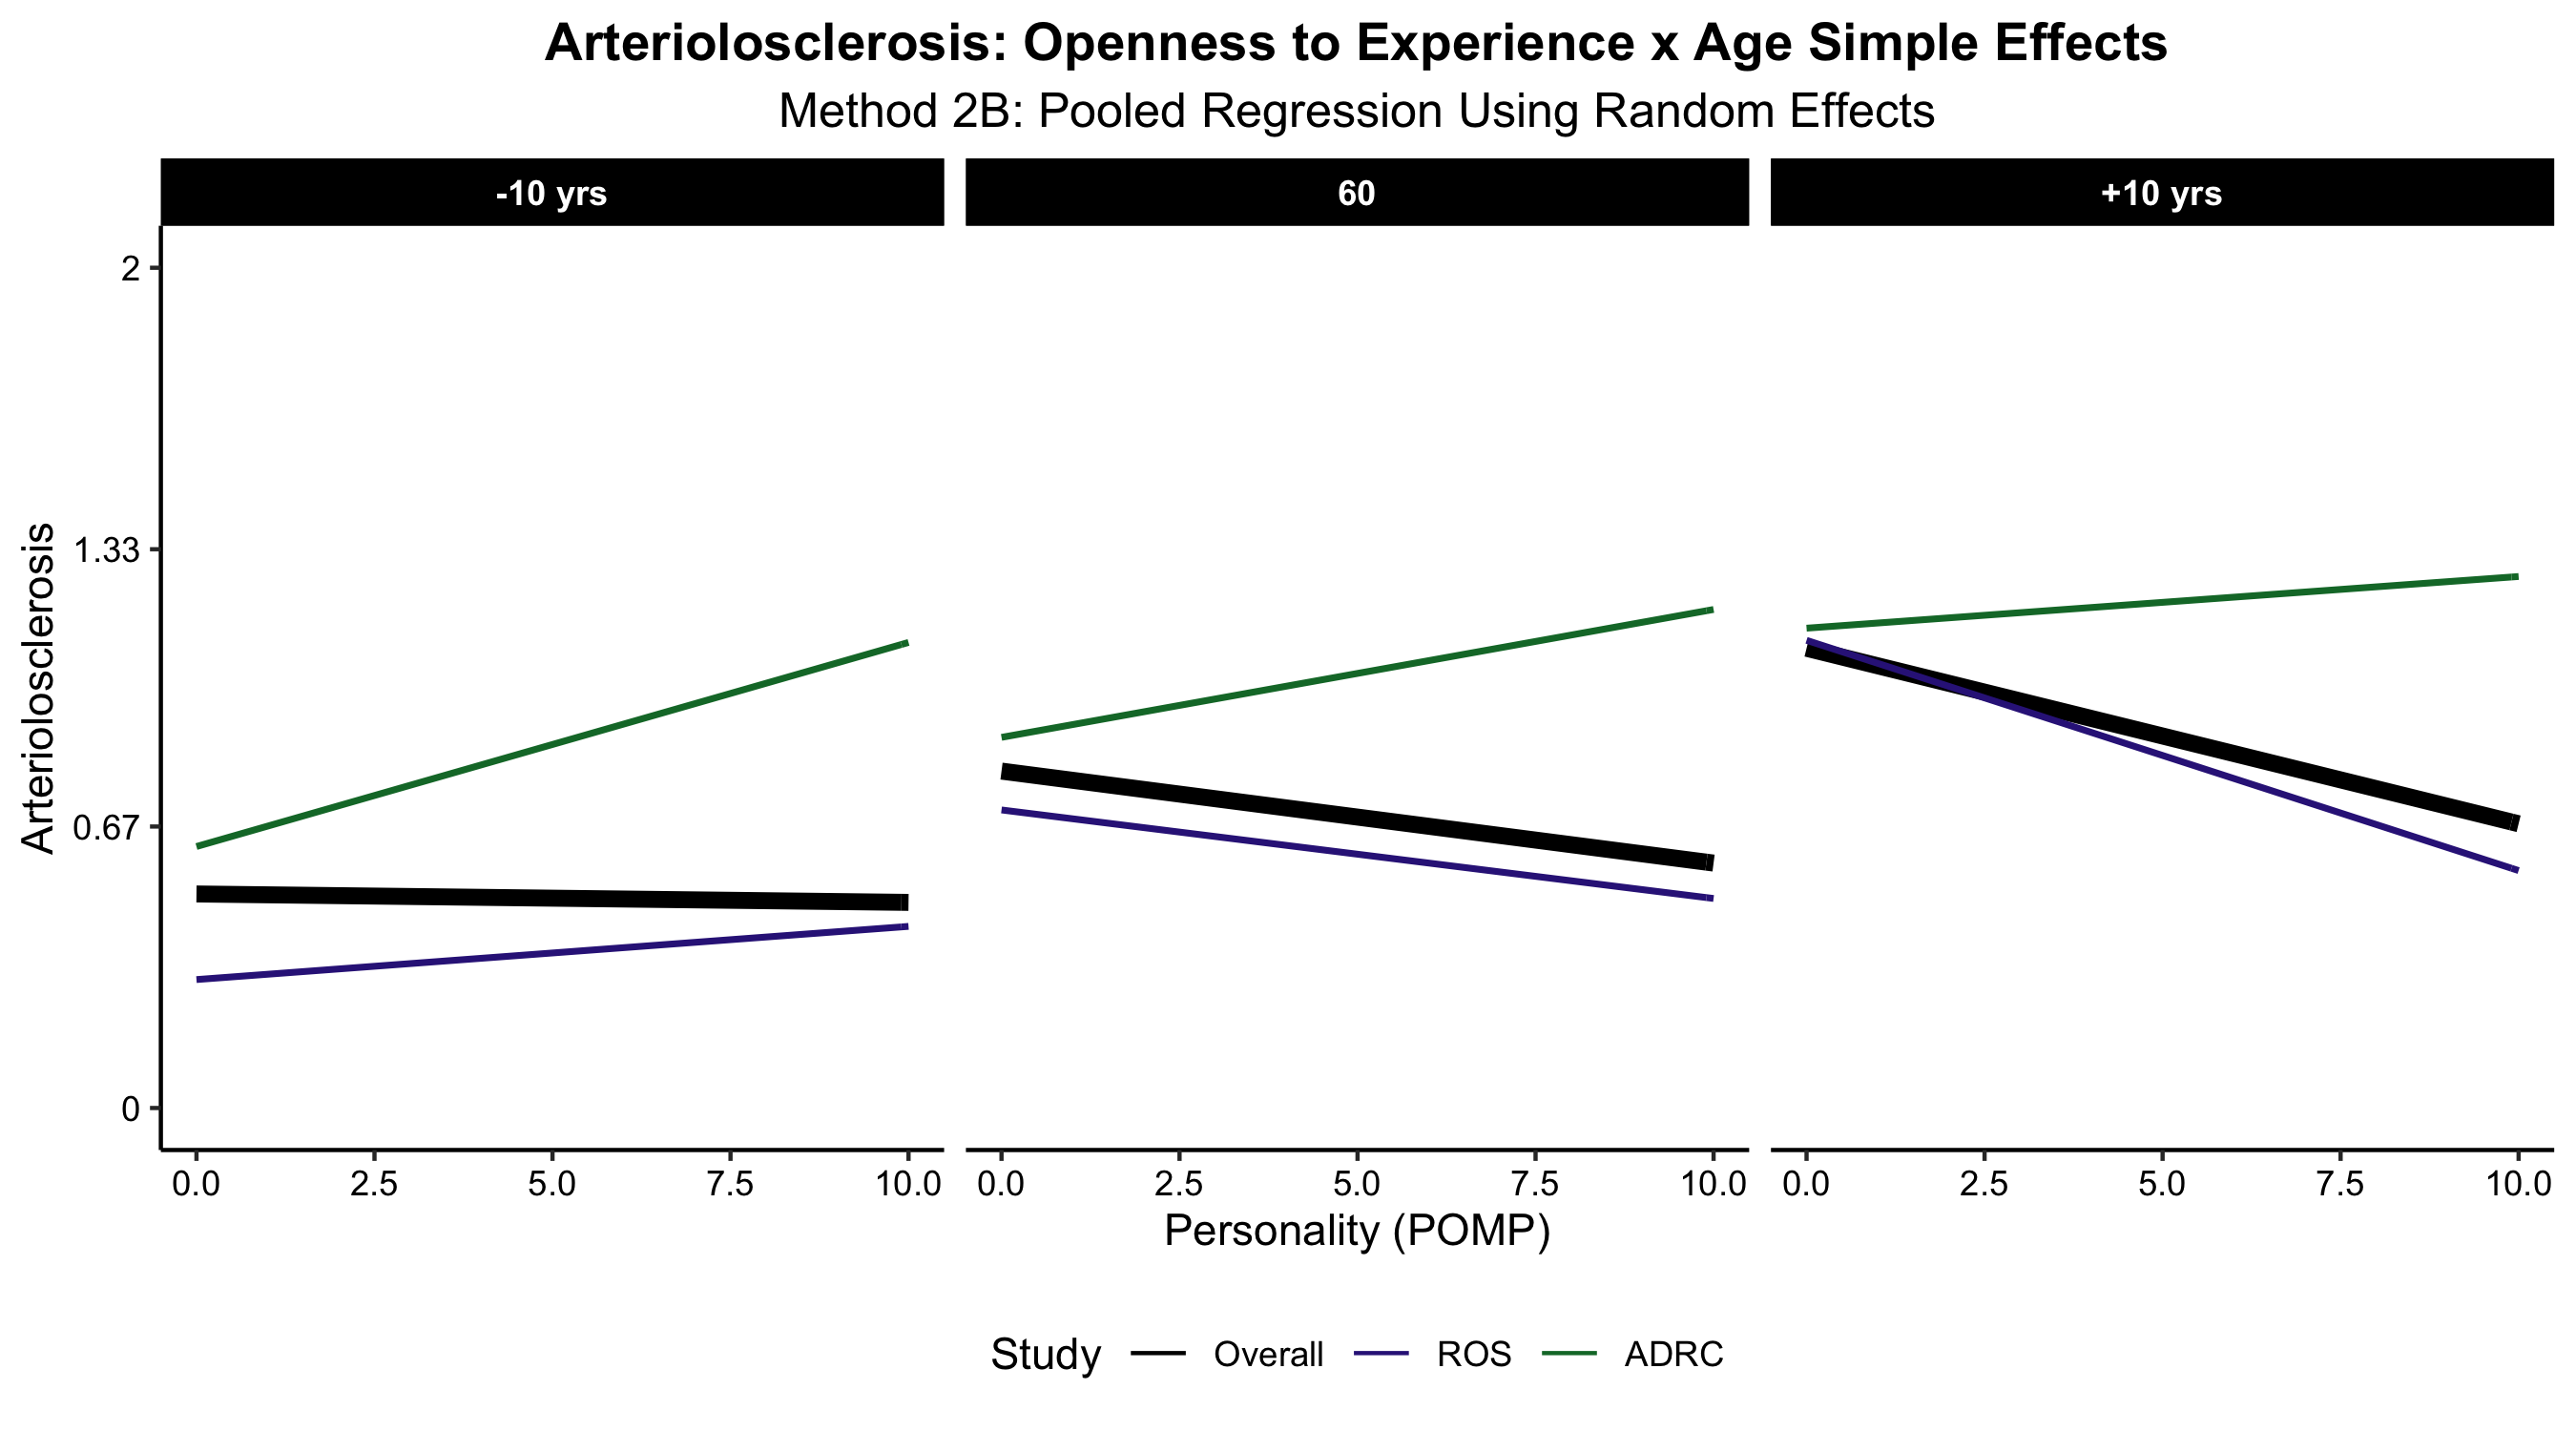 Arteriolosclerosis: Openness to Experience x Age Simple Effects
Method 2B: Pooled Regression Using Random Effects
-10 yrs 60 +10 yrs
Arteriolosclerosis
2
1.33
0.67
0
0.0 2.5 5.0 7.5 10.0 0.0 2.5 5.0 7.5 10.0 0.0 2.5 5.0 7.5 10.0
Personality (POMP)
Study Overall ROS ADRC